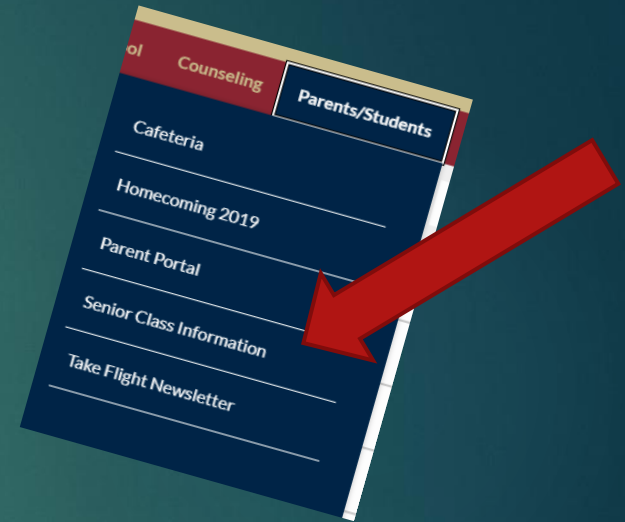 ol Counseling Parents/Students
Cafeteria
Homecoming 2019
Parent Portal
Senior Class Information
Take Flight Newsletter